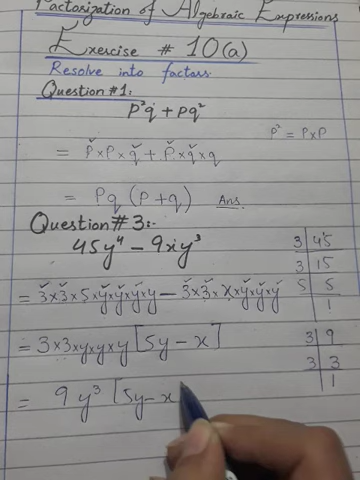 Factorization of Algebraic Expressions
Exercise # 10(a)
Resolve into factors.
Question #1:
p²q + pq²
p² = p×p
= p×p×q + p×q×q
= pq (p+q) Ans.
Question #3:-
45y⁴ - 9xy³
= 3×3×5×y×y×y×y - 3×3×x×y×y×y
= 3×3×y×y×y [5y - x]
= 9y³ [5y-x
3 | 45
3 | 15
5 | 5
1
3 | 9
3 | 3
1